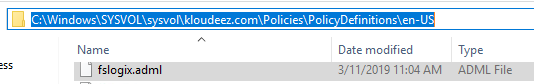 C:\Windows\SYSVOL\sysvol\kloudeez.com\Policies\PolicyDefinitions\en-US
Name Date modified Type
ess
fslogix.adml 3/11/2019 11:04 AM ADML File